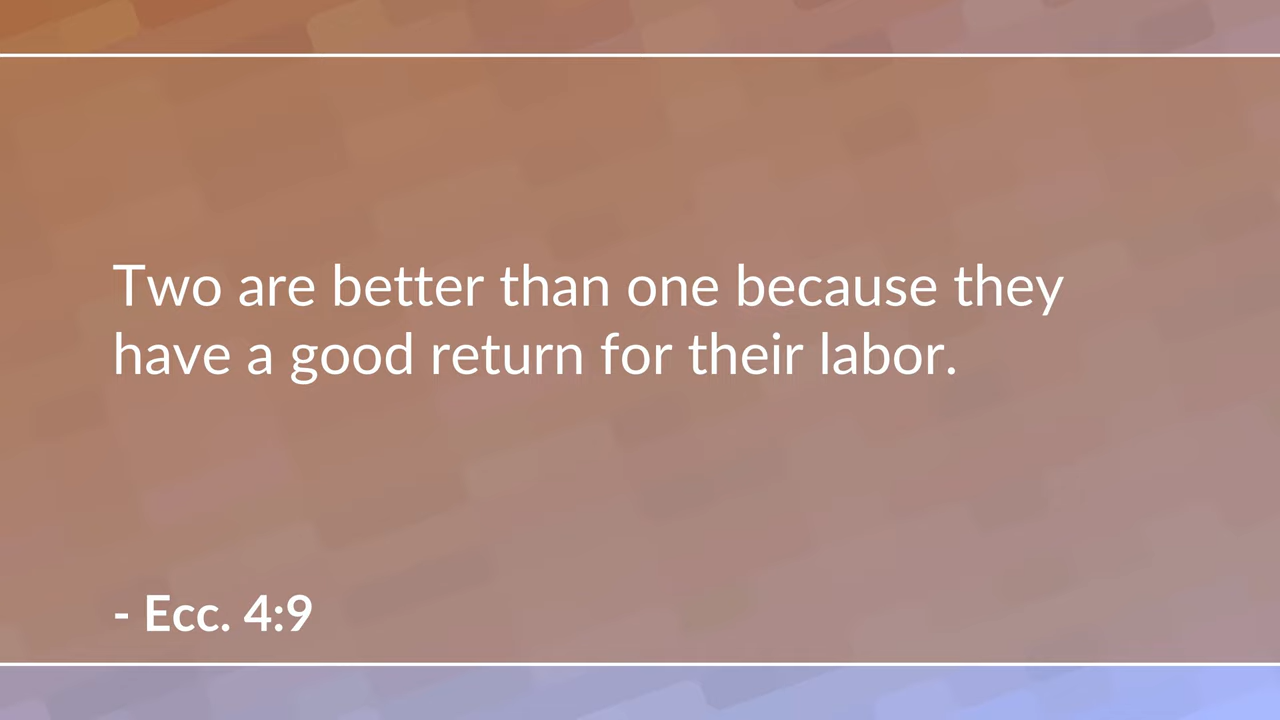 Two are better than one because they
have a good return for their labor.
- Ecc. 4:9